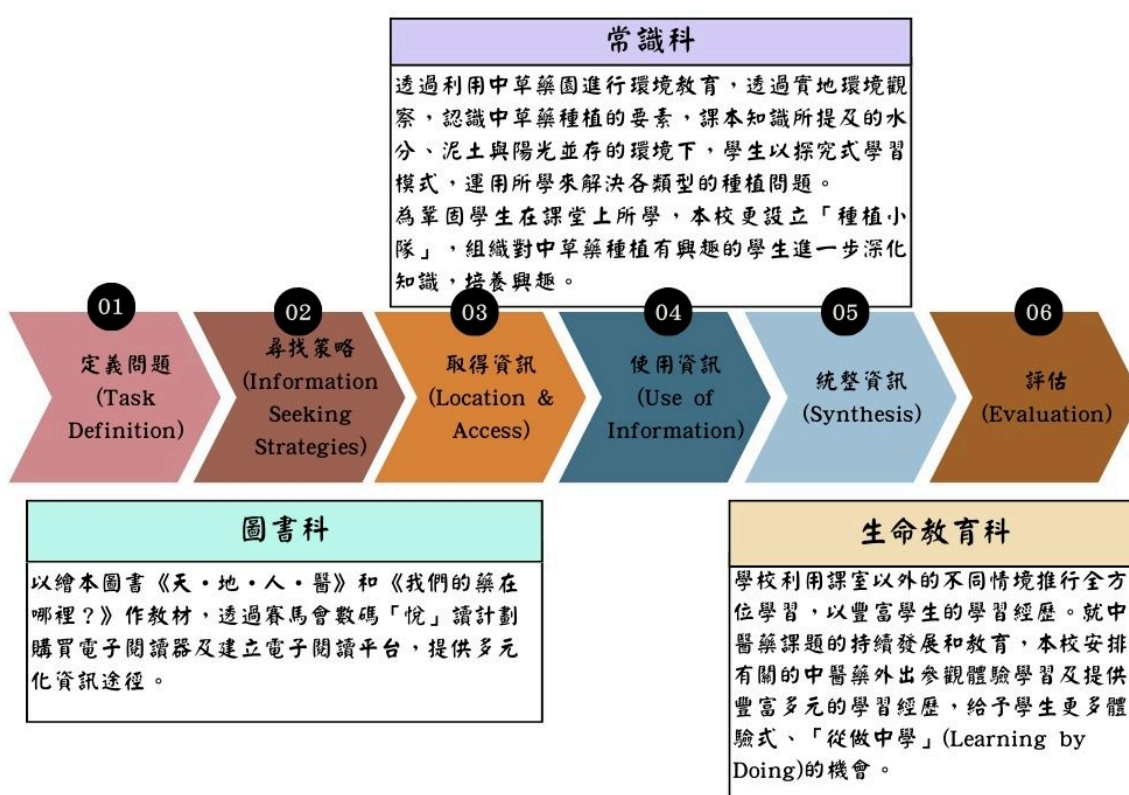 常識科
透過利用中草藥園進行環境教育，透過實地環境觀
察，認識中草藥種植的要素，課本知識所提及的水
分、泥土與陽光並存的環境下，學生以探究式學習
模式，運用所學來解決各類型的種植問題。
為鞏固學生在課堂上所學，本校更設立「種植小
隊」，組織對中草藥種植有興趣的學生進一步深化
知識，培養興趣。
01
定義問題
(Task
Definition)
02
尋找策略
(Information
Seeking
Strategies)
03
取得資訊
(Location &
Access)
04
使用資訊
(Use of
Information)
05
統整資訊
(Synthesis)
06
評估
(Evaluation)
圖書科
以繪本圖書《天・地・人・醫》和《我們的藥在
哪裡？》作教材，透過賽馬會數碼「悅」讀計劃
購買電子閱讀器及建立電子閱讀平台，提供多元
化資訊途徑。
生命教育科
學校利用課室以外的不同情境推行全方
位學習，以豐富學生的學習經歷。就中
醫藥課題的持續發展和教育，本校安排
有關的中醫藥外出參觀體驗學習及提供
豐富多元的學習經歷，給予學生更多體
驗式、「從做中學」(Learning by
Doing)的機會。